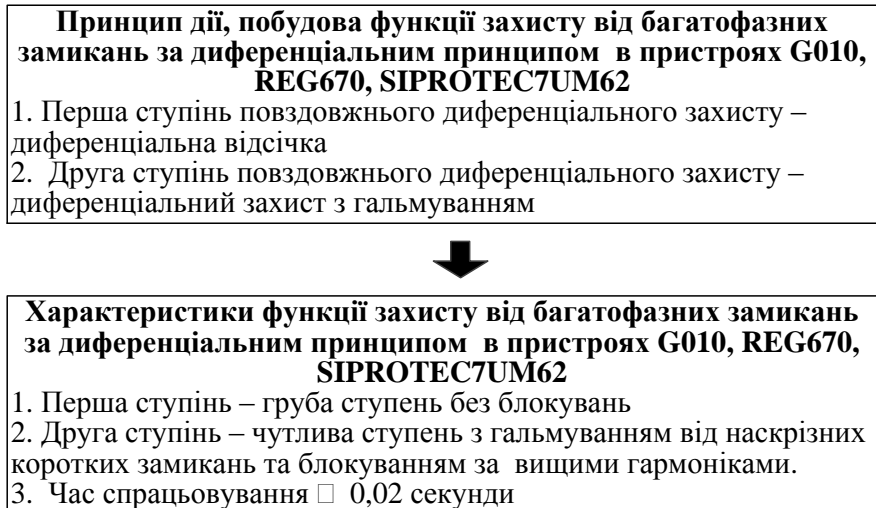 Принцип дії, побудова функції захисту від багатофазних
замикань за диференціальним принципом в пристроях G010,
REG670, SIPROTEC7UM62
1. Перша ступінь повздовжнього диференціального захисту –
диференціальна відсічка
2. Друга ступінь повздовжнього диференціального захисту –
диференціальний захист з гальмуванням
Характеристики функції захисту від багатофазних замикань
за диференціальним принципом в пристроях G010, REG670,
SIPROTEC7UM62
1. Перша ступінь – груба ступень без блокувань
2. Друга ступінь – чутлива ступень з гальмуванням від наскрізних
коротких замикань та блокуванням за вищими гармоніками.
3. Час спрацьовування □ 0,02 секунди